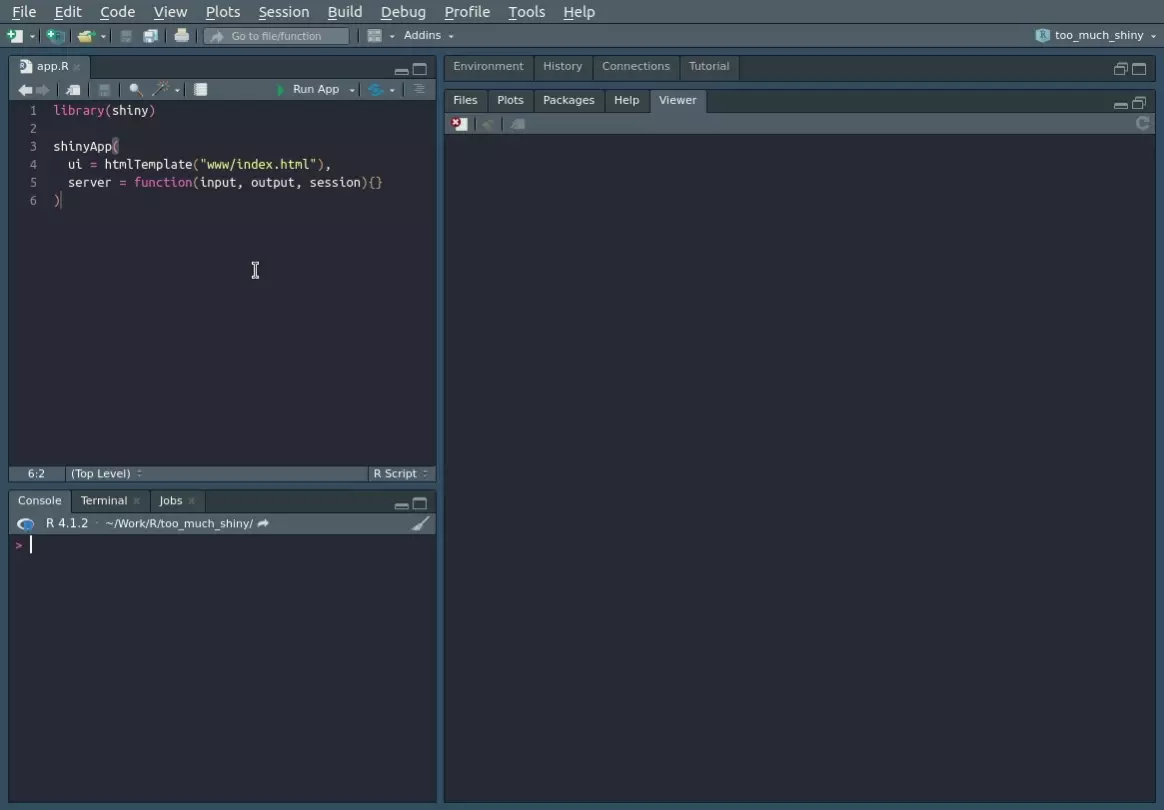 File Edit Code View Plots Session Build Debug Profile Tools Help
Go to file/function Addins too_much_shiny
app.R
Run App
1 library(shiny)
2
3 shinyApp(
4 ui = htmlTemplate("www/index.html"),
5 server = function(input, output, session){}
6 )
6:2 (Top Level) R Script
Console Terminal Jobs
R 4.1.2 · ~/Work/R/too_much_shiny/
>
Environment History Connections Tutorial
Files Plots Packages Help Viewer